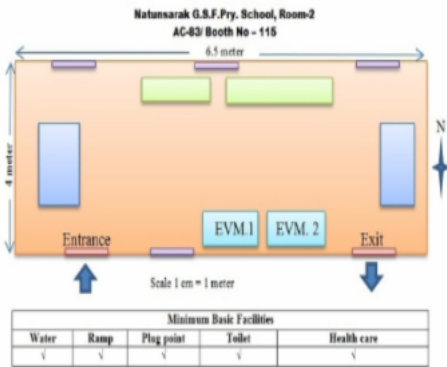 Natunsarak G.S.F.Pry. School, Room-2
AC-83/ Booth No – 115
6.5 meter
4 meter
N
EVM.1 EVM. 2
Entrance Exit
Scale 1 cm = 1 meter
Minimum Basic Facilities
Water Ramp Plug point Toilet Health care
√ √ √ √ √